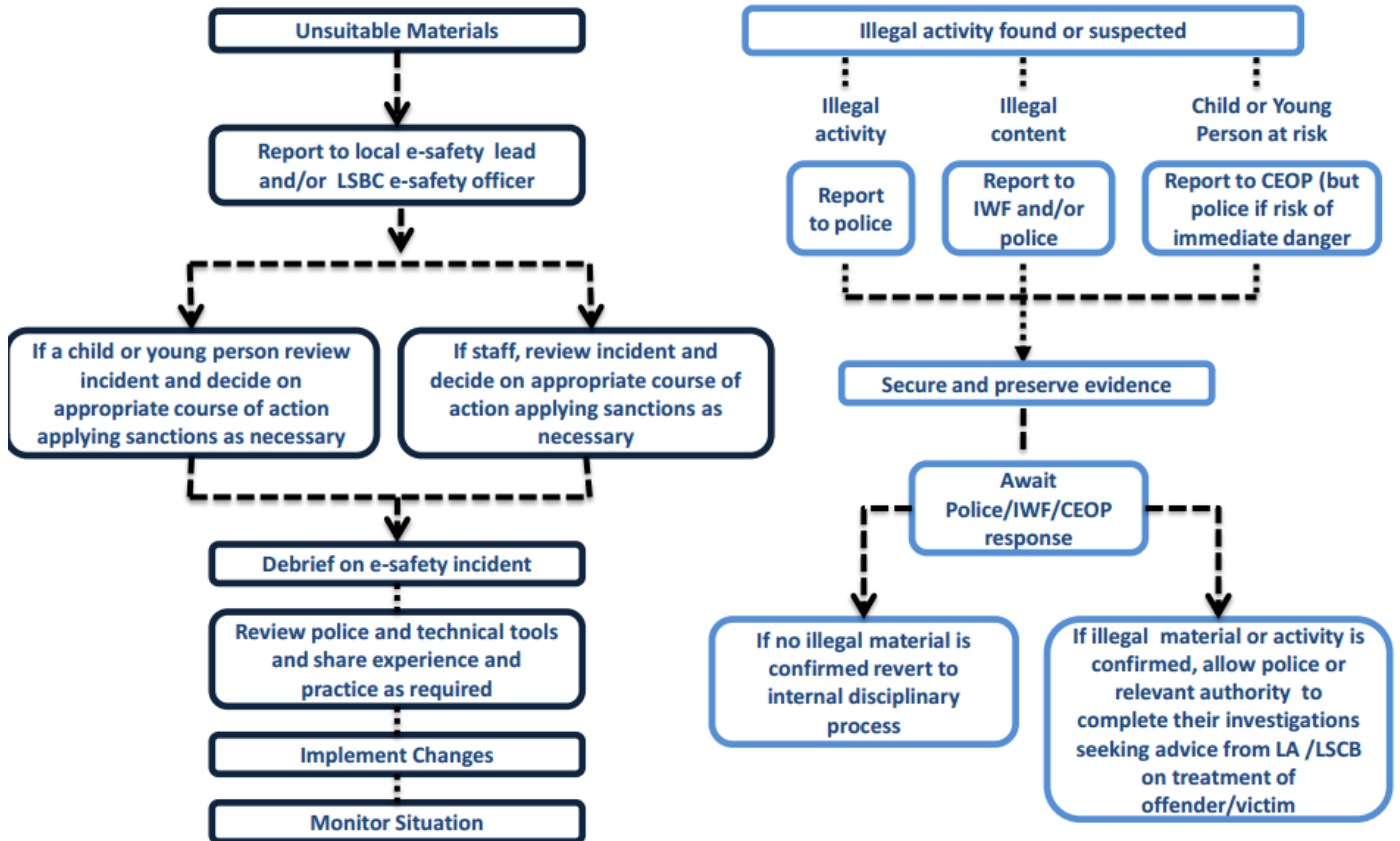 Unsuitable Materials
Report to local e-safety lead
and/or LSBC e-safety officer
If a child or young person review
incident and decide on
appropriate course of action
applying sanctions as necessary
If staff, review incident and
decide on appropriate course of
action applying sanctions as
necessary
Debrief on e-safety incident
Review police and technical tools
and share experience and
practice as required
Implement Changes
Monitor Situation
Illegal activity found or suspected
Illegal
activity
Illegal
content
Child or Young
Person at risk
Report
to police
Report to
IWF and/or
police
Report to CEOP (but
police if risk of
immediate danger
Secure and preserve evidence
Await
Police/IWF/CEOP
response
If no illegal material is
confirmed revert to
internal disciplinary
process
If illegal material or activity is
confirmed, allow police or
relevant authority to
complete their investigations
seeking advice from LA /LSCB
on treatment of
offender/victim